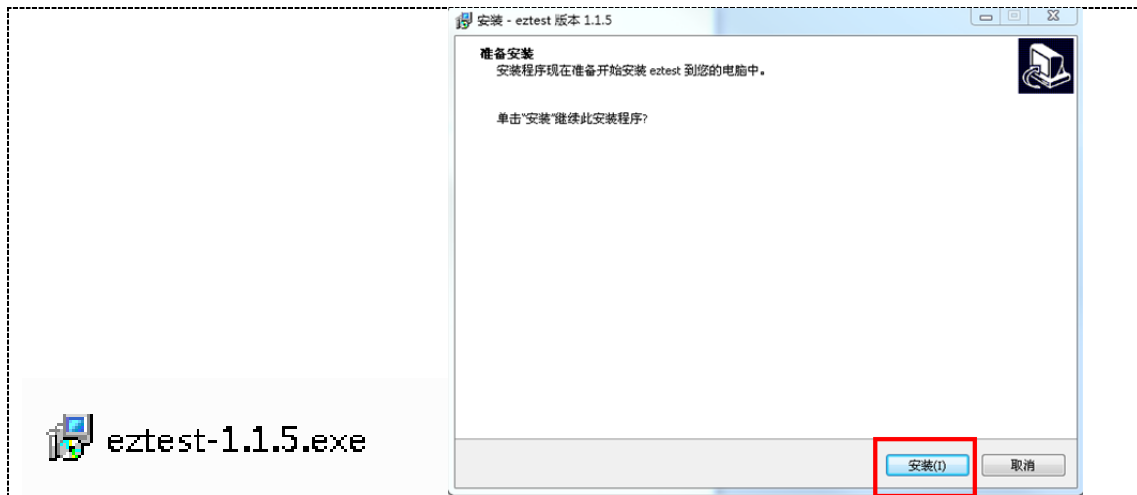 安装 - eztest 版本 1.1.5
准备安装
安装程序现在准备开始安装 eztest 到您的电脑中。
单击“安装”继续此安装程序?
eztest-1.1.5.exe
安装(I)
取消